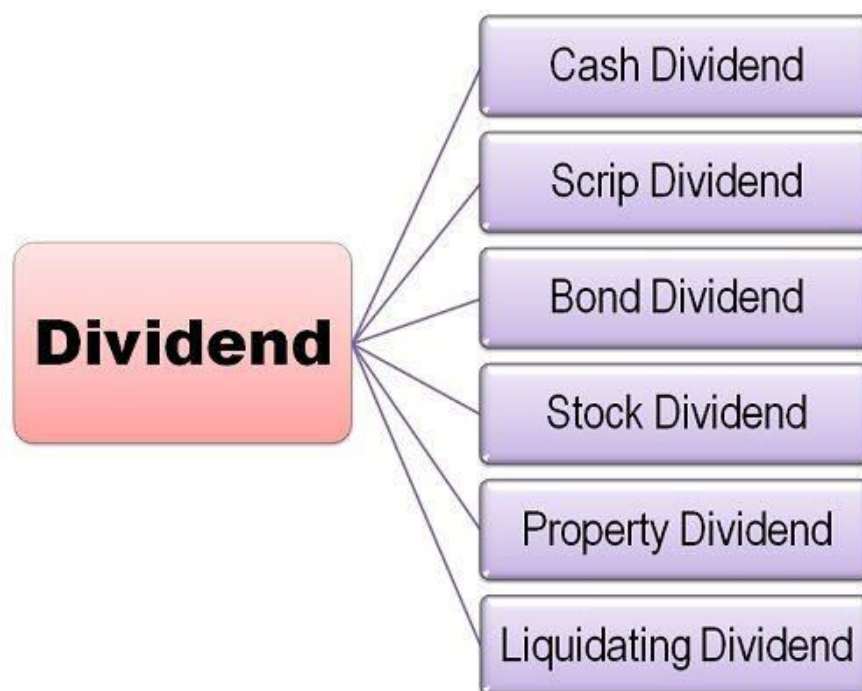 Dividend
Cash Dividend
Scrip Dividend
Bond Dividend
Stock Dividend
Property Dividend
Liquidating Dividend